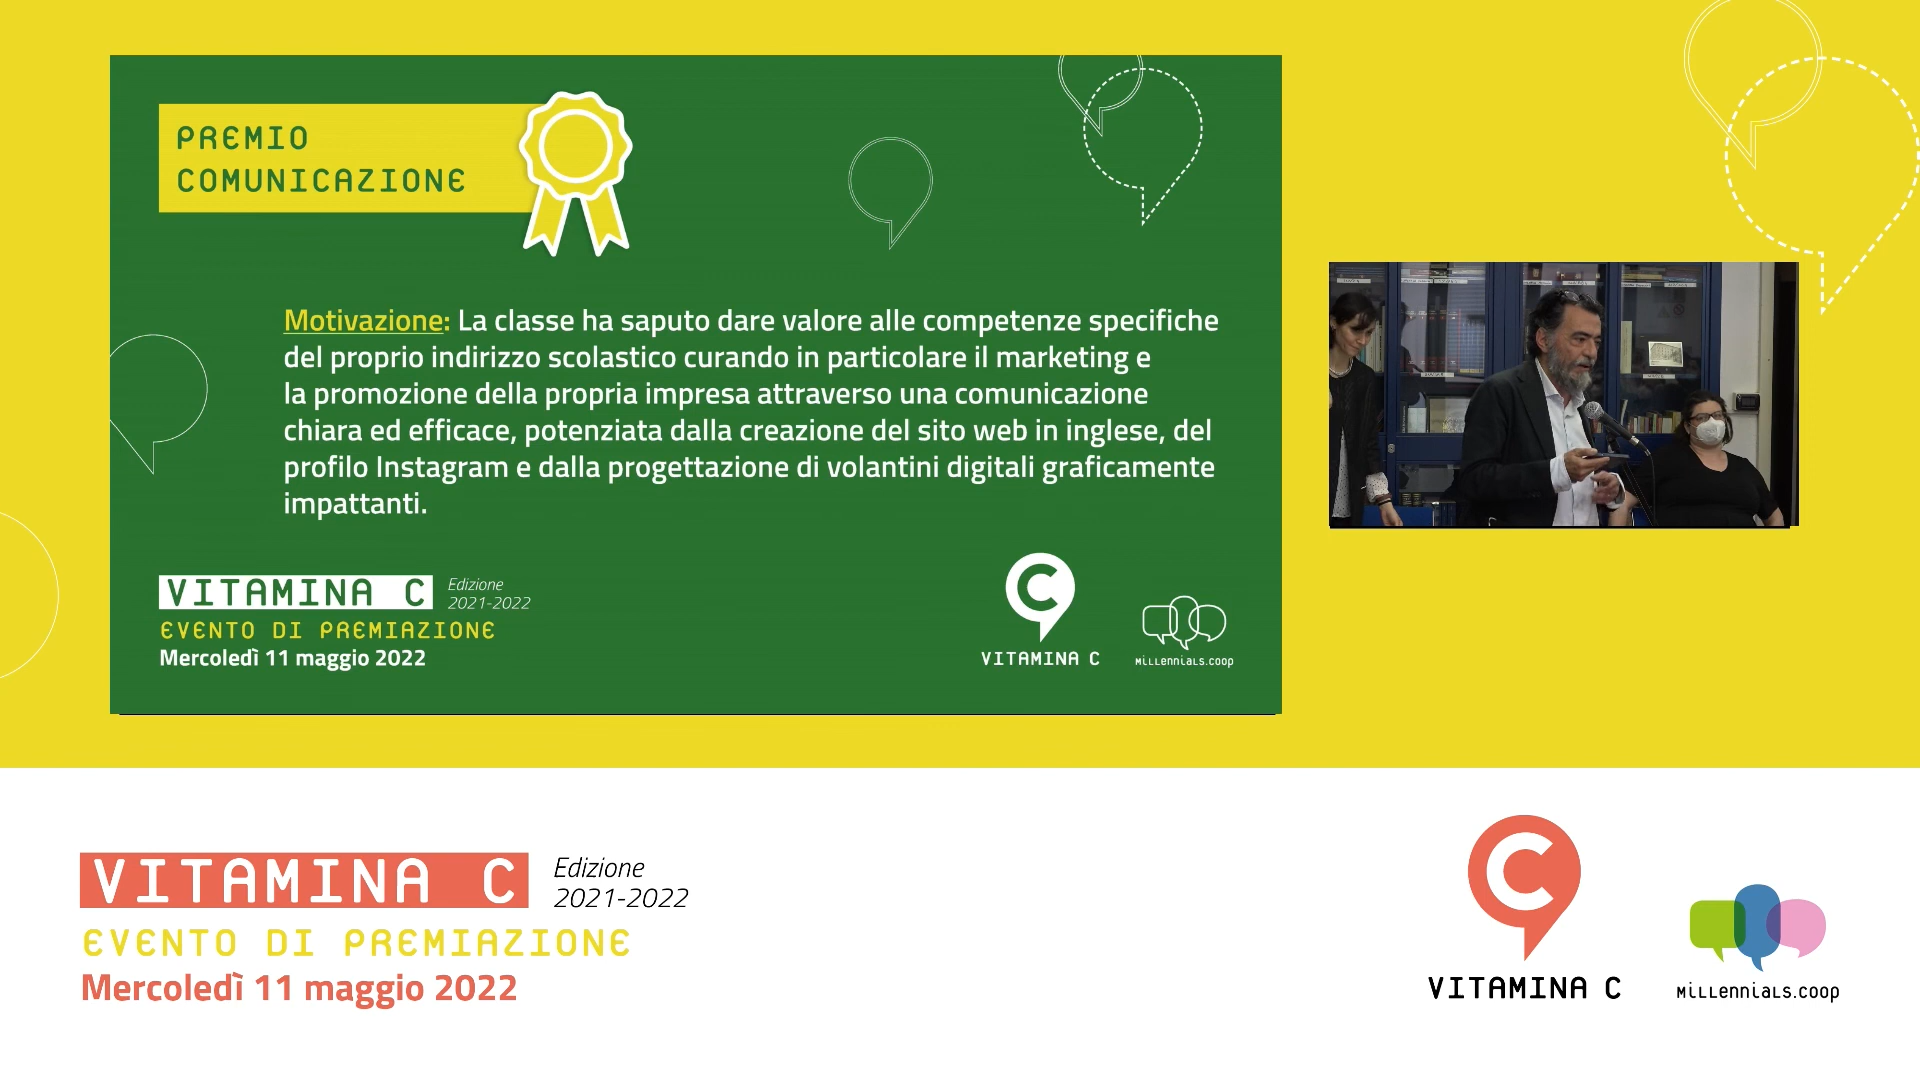 PREMIO
COMUNICAZIONE
Motivazione: La classe ha saputo dare valore alle competenze specifiche
del proprio indirizzo scolastico curando in particolare il marketing e
la promozione della propria impresa attraverso una comunicazione
chiara ed efficace, potenziata dalla creazione del sito web in inglese, del
profilo Instagram e dalla progettazione di volantini digitali graficamente
impattanti.
VITAMINA C
Edizione
2021-2022
EVENTO DI PREMIAZIONE
Mercoledì 11 maggio 2022
VITAMINA C
MiLLenniaLs.coop
VITAMINA C
Edizione
2021-2022
EVENTO DI PREMIAZIONE
Mercoledì 11 maggio 2022
VITAMINA C
MiLLenniaLs.coop